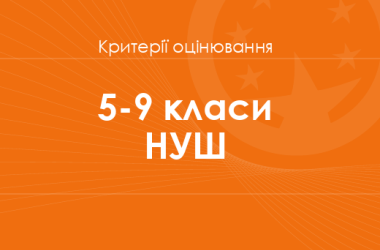 Критерії оцінювання
5-9 класи
НУШ